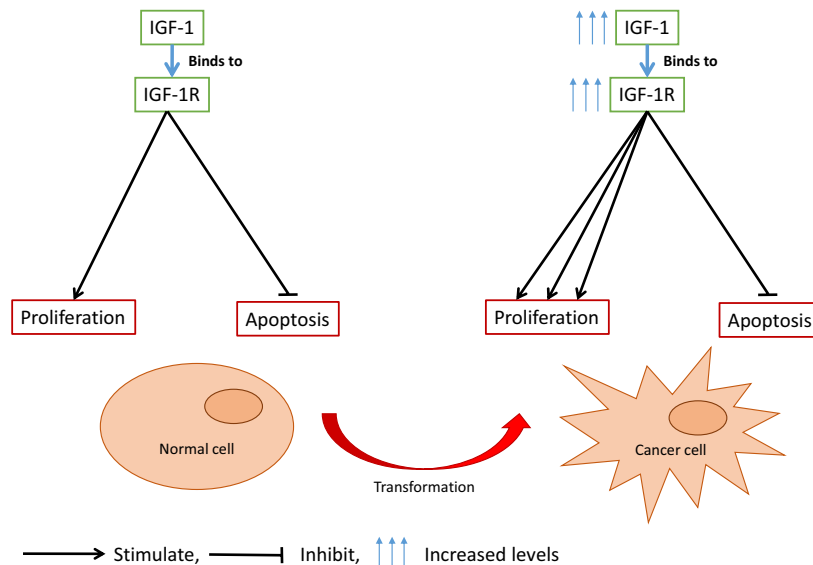 IGF-1
Binds to
IGF-1R
Proliferation
Apoptosis
Normal cell
IGF-1
Binds to
IGF-1R
Proliferation
Apoptosis
Cancer cell
Transformation
Stimulate, Inhibit, Increased levels